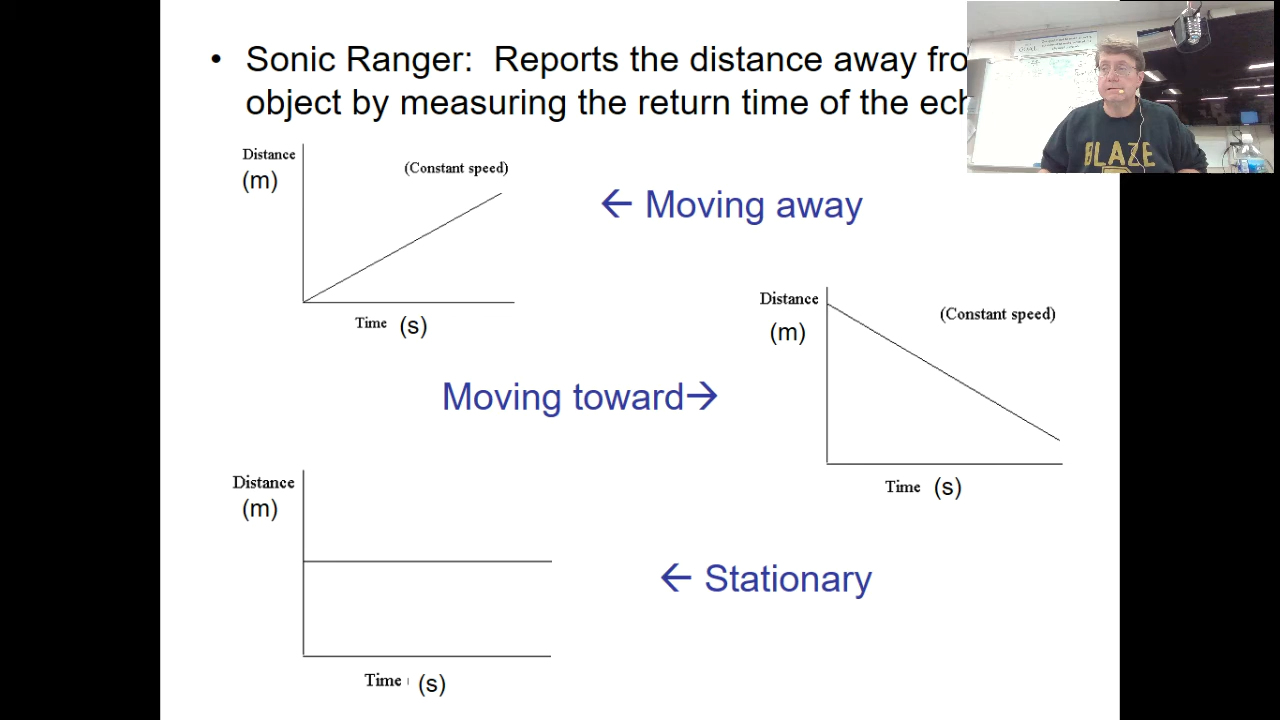 • Sonic Ranger: Reports the distance away fro
object by measuring the return time of the ech
BLAZE
Distance
(m)
(Constant speed)
← Moving away
Time (s)
Distance
(m)
(Constant speed)
Moving toward→
Time (s)
Distance
(m)
← Stationary
Time (s)